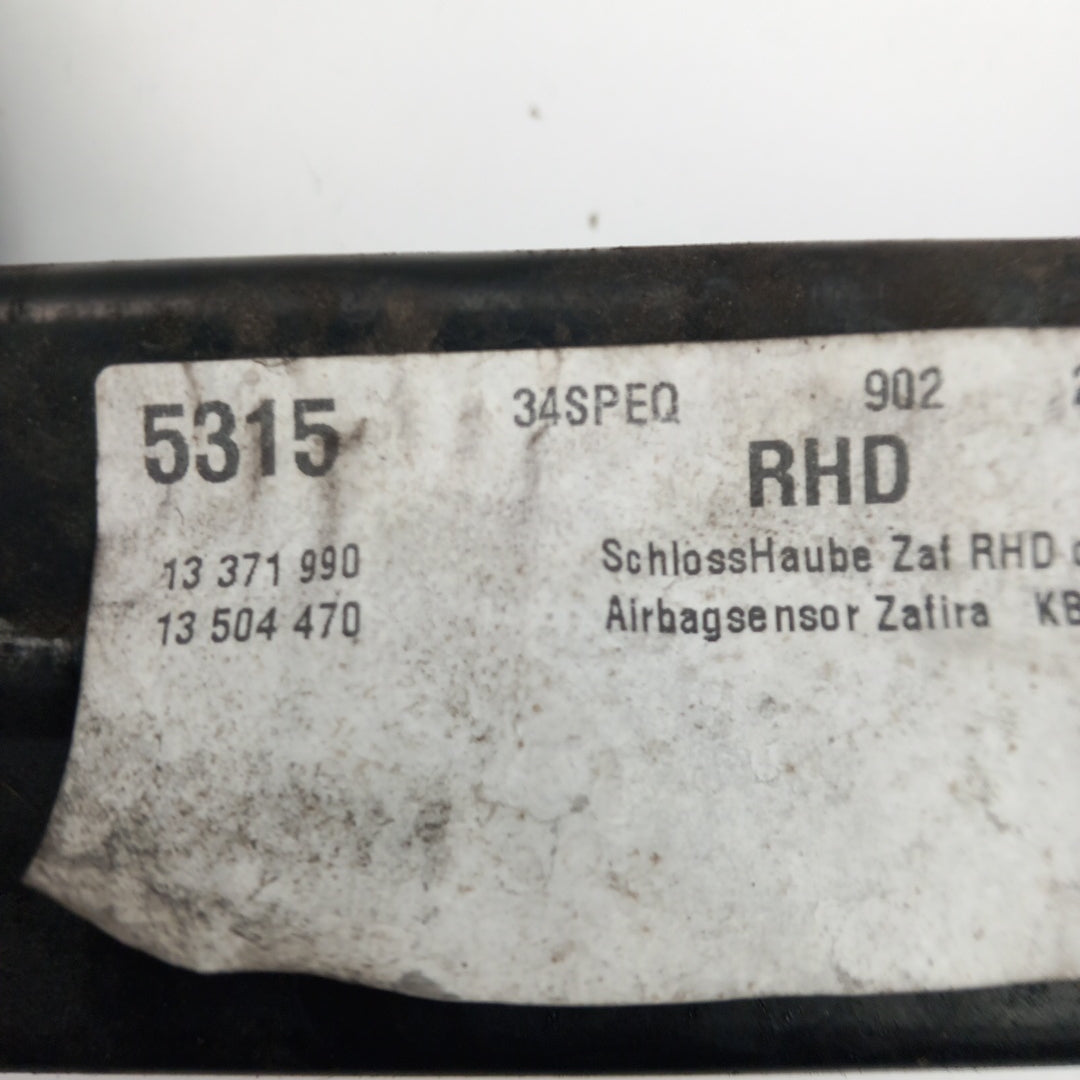 5315 34SPEQ 902
RHD
13 371 990 SchlossHaube Zaf RHD
13 504 470 Airbagsensor Zafira KB